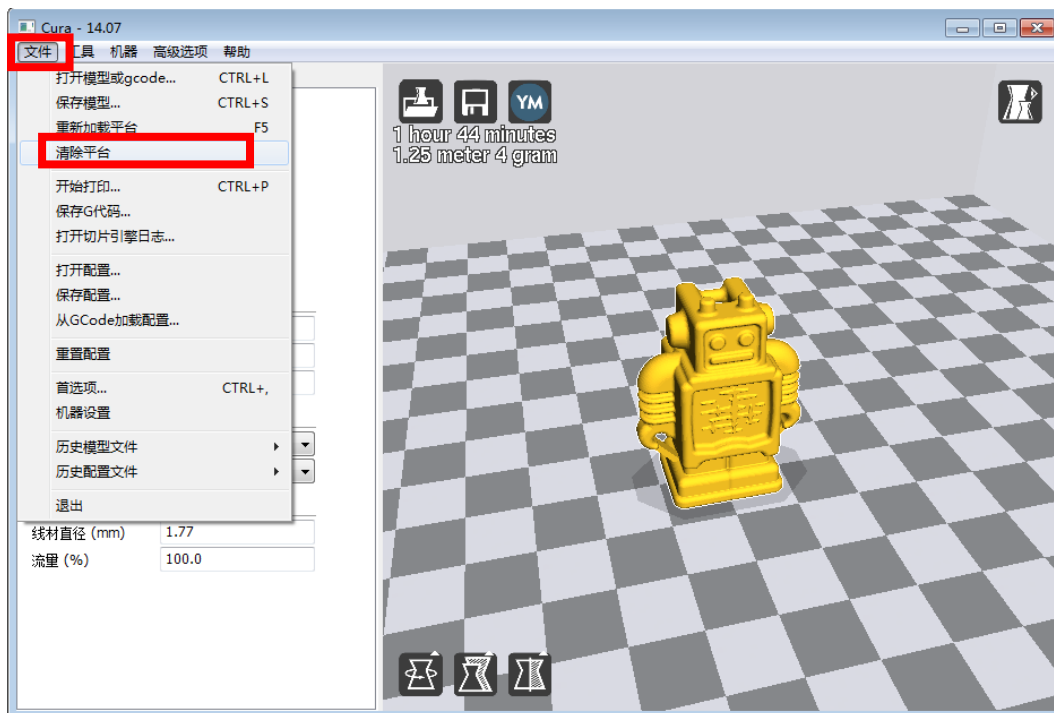 Cura - 14.07
文件 工具 机器 高级选项 帮助
打开模型或gcode... CTRL+L
保存模型... CTRL+S
重新加载平台 F5
清除平台
开始打印... CTRL+P
保存G代码...
打开切片引擎日志...
打开配置...
保存配置...
从GCode加载配置...
重置配置
首选项... CTRL+,
机器设置
历史模型文件
历史配置文件
退出
线材直径 (mm) 1.77
流量 (%) 100.0
YM
1 hour 44 minutes
1.25 meter 4 gram